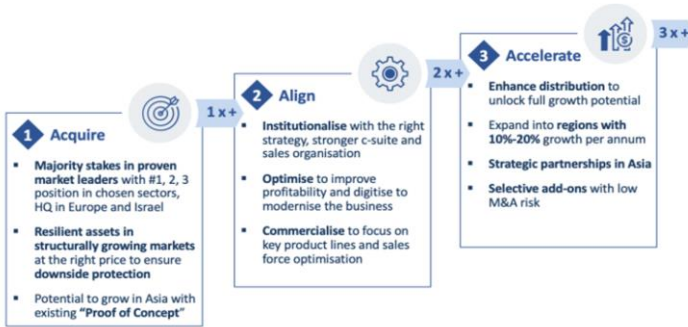 1 Acquire
▪ Majority stakes in proven
market leaders with #1, 2, 3
position in chosen sectors,
HQ in Europe and Israel
▪ Resilient assets in
structurally growing markets
at the right price to ensure
downside protection
▪ Potential to grow in Asia with
existing "Proof of Concept"
1 x +
2 Align
▪ Institutionalise with the right
strategy, stronger c-suite and
sales organisation
▪ Optimise to improve
profitability and digitise to
modernise the business
▪ Commercialise to focus on
key product lines and sales
force optimisation
2 x +
3 Accelerate
▪ Enhance distribution to
unlock full growth potential
▪ Expand into regions with
10%-20% growth per annum
▪ Strategic partnerships in Asia
▪ Selective add-ons with low
M&A risk
$
3 x +